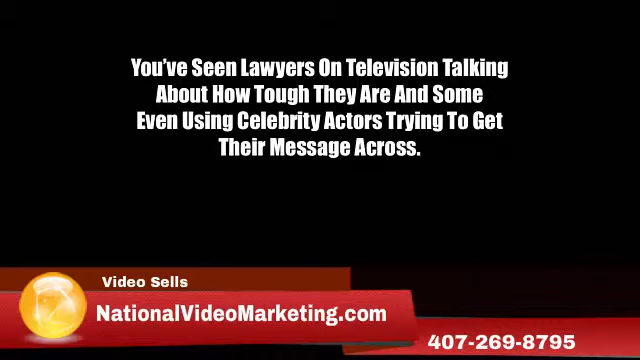 You've Seen Lawyers On Television Talking
About How Tough They Are And Some
Even Using Celebrity Actors Trying To Get
Their Message Across.
Video Sells
NationalVideoMarketing.com
407-269-8795